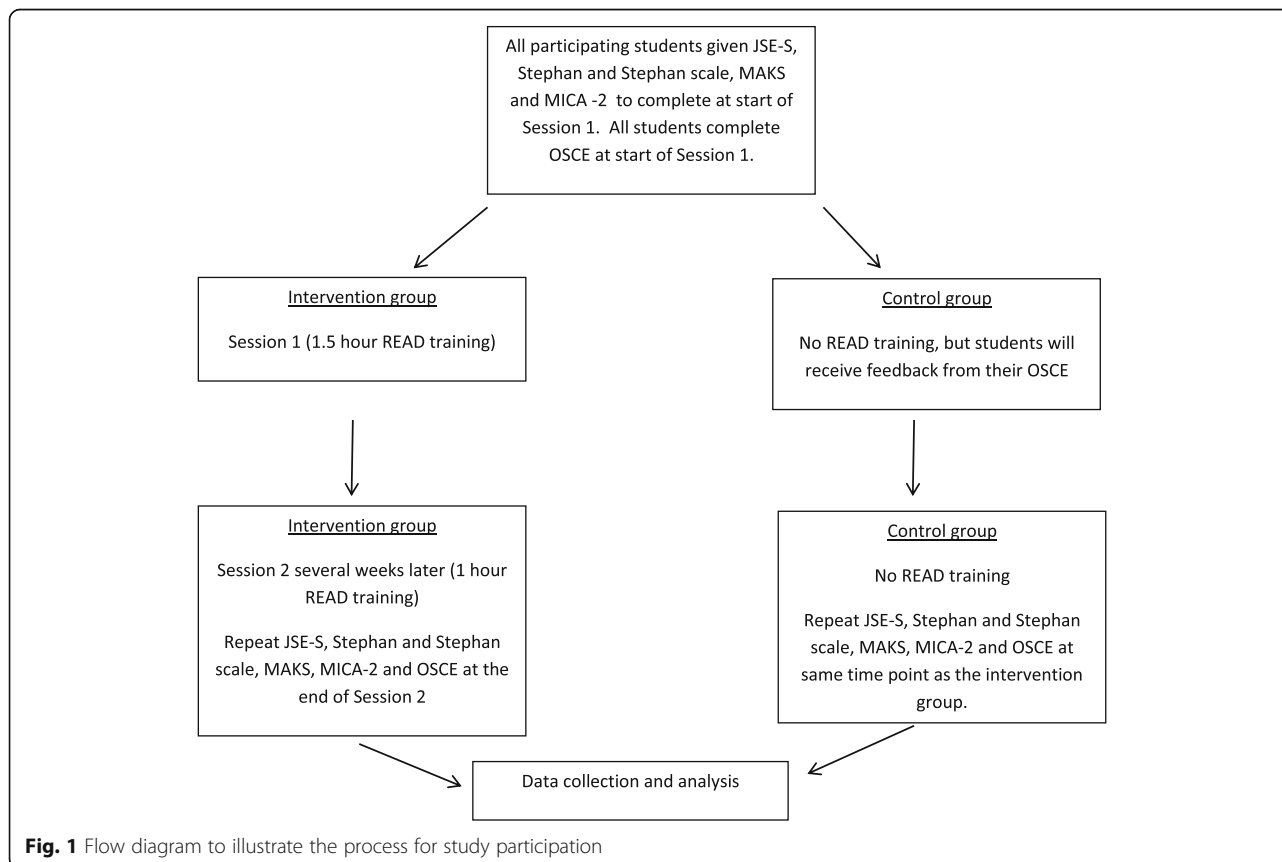 All participating students given JSE-S,
Stephan and Stephan scale, MAKS
and MICA -2 to complete at start of
Session 1. All students complete
OSCE at start of Session 1.
Intervention group
Session 1 (1.5 hour READ training)
Control group
No READ training, but students will
receive feedback from their OSCE
Intervention group
Session 2 several weeks later (1 hour
READ training)
Repeat JSE-S, Stephan and Stephan
scale, MAKS, MICA-2 and OSCE at the
end of Session 2
Control group
No READ training
Repeat JSE-S, Stephan and Stephan
scale, MAKS, MICA-2 and OSCE at
same time point as the intervention
group.
Data collection and analysis
Fig. 1 Flow diagram to illustrate the process for study participation